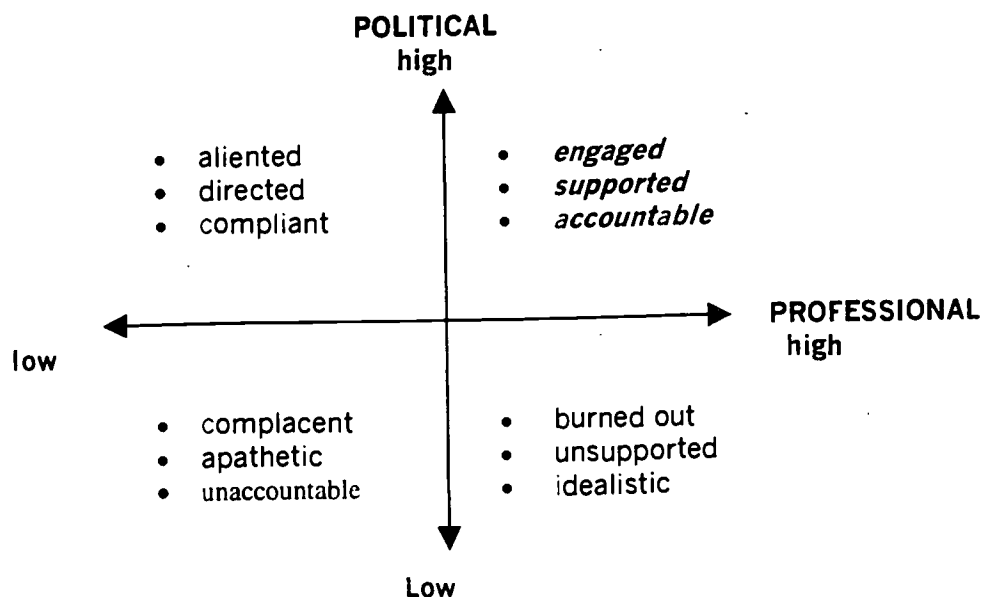 POLITICAL
high
• aliented
• directed
• compliant
• engaged
• supported
• accountable
PROFESSIONAL
high
low
• complacent
• apathetic
• unaccountable
• burned out
• unsupported
• idealistic
Low